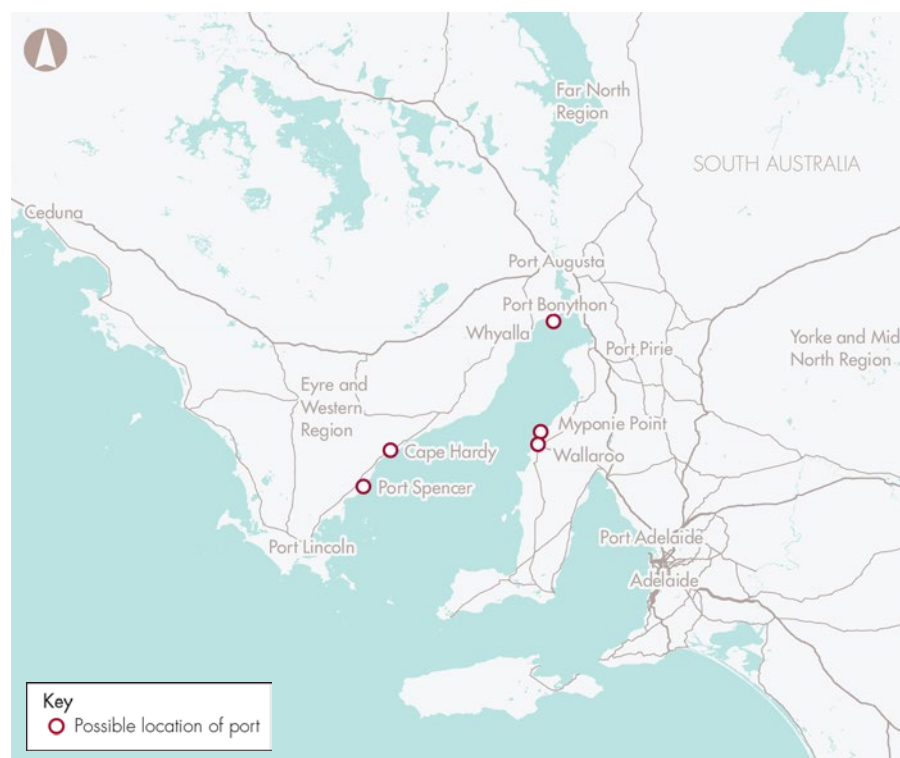 Far North
Region
SOUTH AUSTRALIA
Ceduna
Port Augusta
Port Bonython
Whyalla
Port Pirie
Yorke and Mid
North Region
Eyre and
Western
Region
Myponie Point
Cape Hardy
Wallaroo
Port Spencer
Port Lincoln
Port Adelaide
Adelaide
Key
Possible location of port